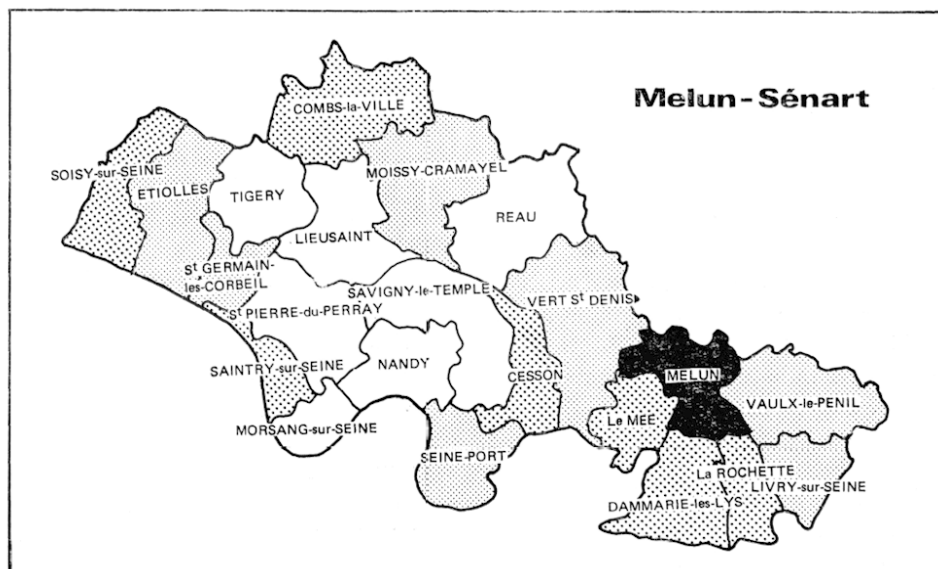 Melun-Sénart
COMBS-la-VILLE
SOISY-sur-SEINE
MOISSY-CRAMAYEL
ETIOLLES
TIGERY
REAU
LIEUSAINT
St GERMAIN-
les-CORBEIL
SAVIGNY-le-TEMPLE
VERT St DENIS
St PIERRE-du-PERRAY
SAINTRY-sur-SEINE
NANDY
CESSON
MELUN
VAULX-le-PENIL
MORSANG-sur-SEINE
Le MEE
SEINE-PORT
La ROCHETTE
LIVRY-sur-SEINE
DAMMARIE-les-LYS